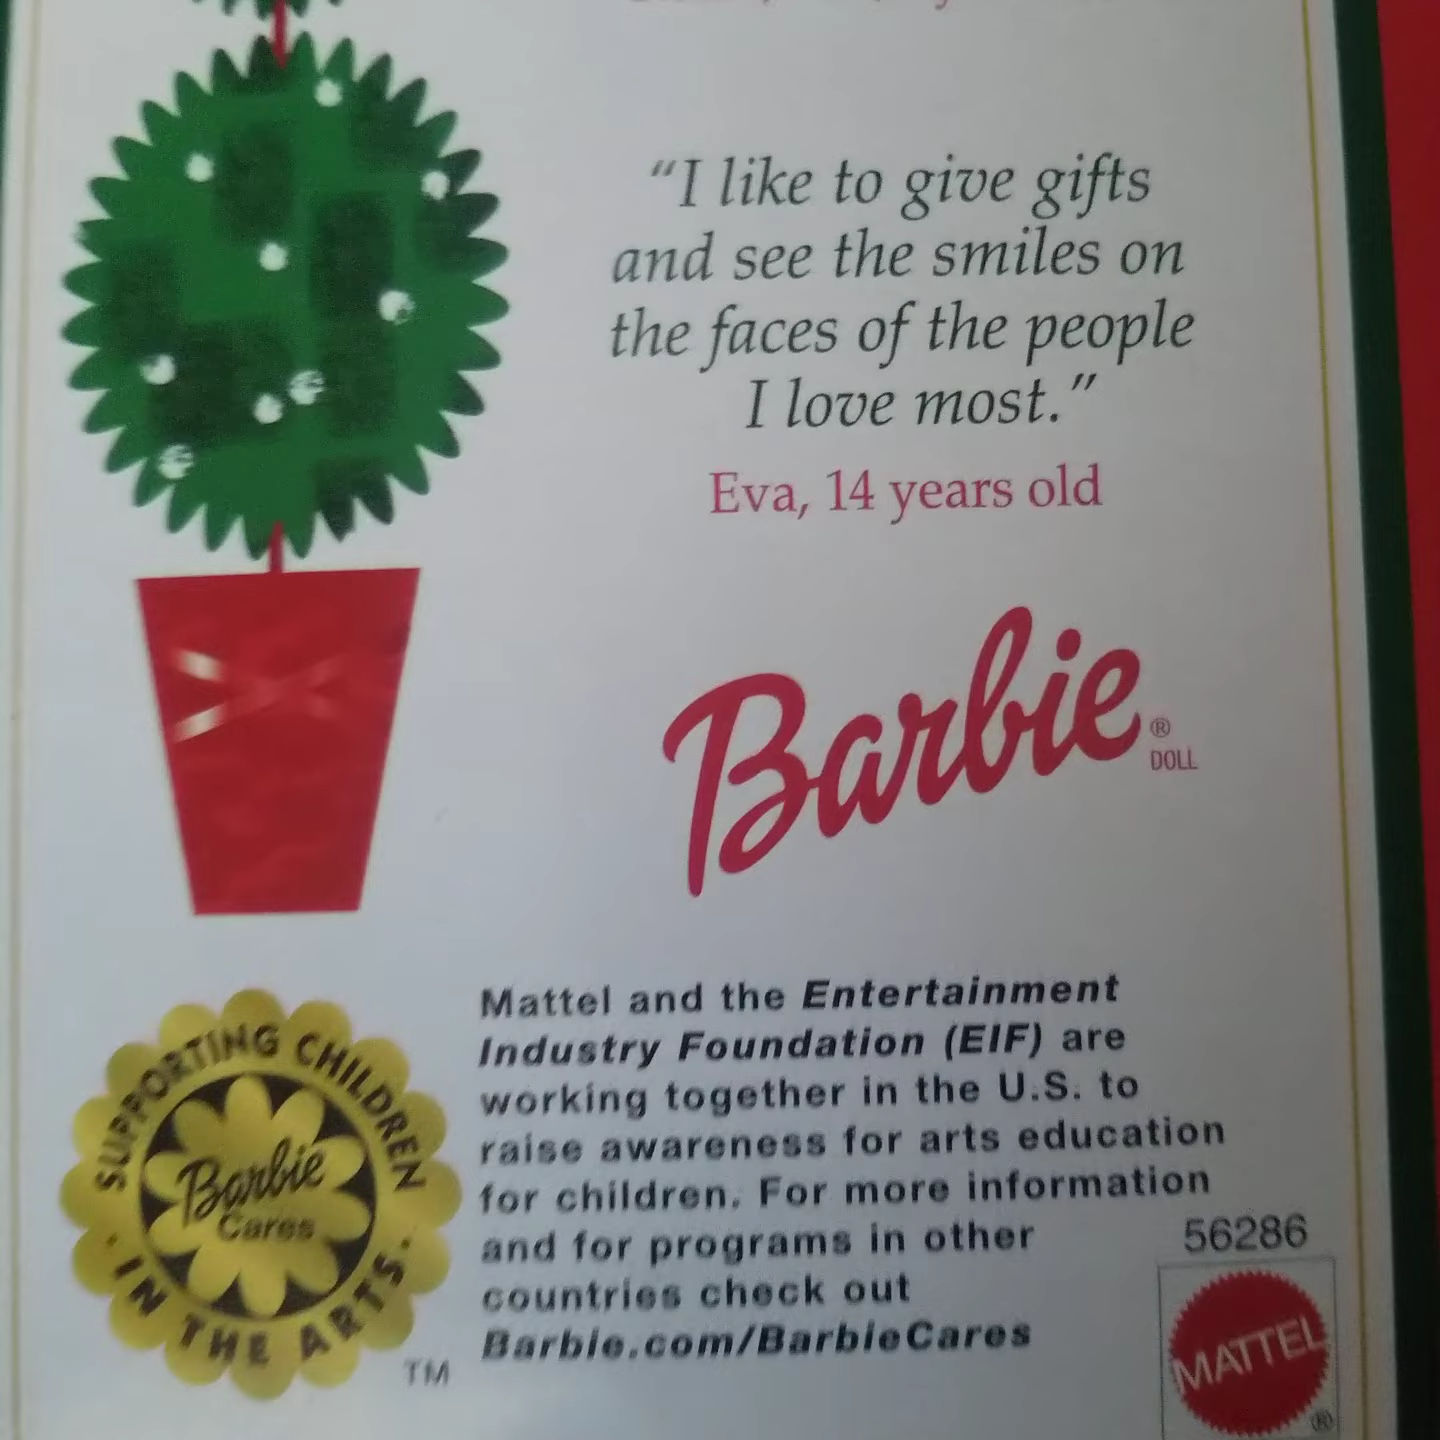 “I like to give gifts
and see the smiles on
the faces of the people
I love most.”
Eva, 14 years old
Barbie®
DOLL
SUPPORTING CHILDREN
Barbie
Cares
· IN THE ARTS ·
TM
Mattel and the Entertainment
Industry Foundation (EIF) are
working together in the U.S. to
raise awareness for arts education
for children. For more information
and for programs in other
countries check out
Barbie.com/BarbieCares
56286
MATTEL
®